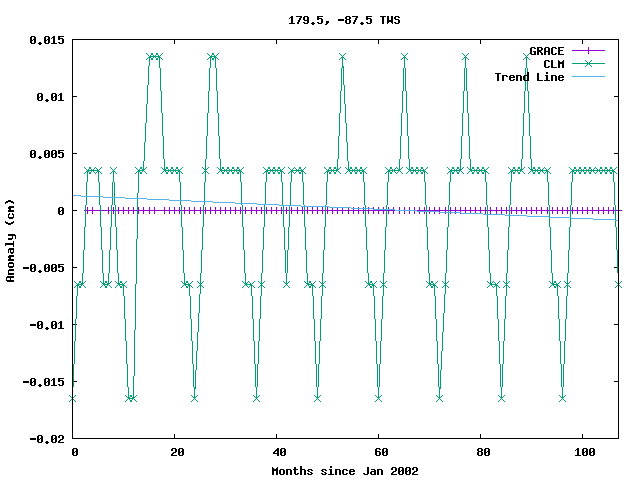 179.5, -87.5 TWS
0.015
0.01
0.005
0
-0.005
-0.01
-0.015
-0.02
Anomaly (cm)
GRACE
CLM
Trend Line
0 20 40 60 80 100
Months since Jan 2002